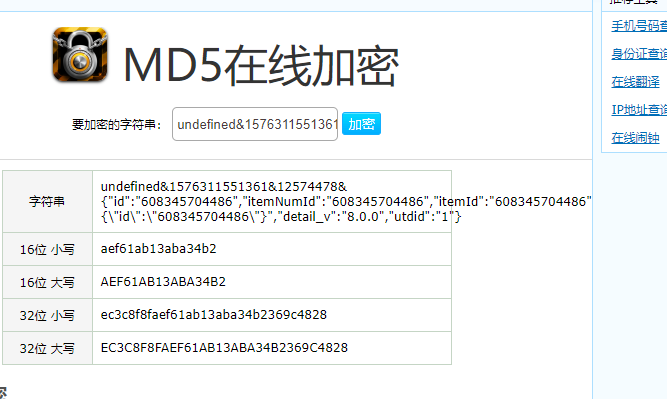 MD5在线加密
要加密的字符串： undefined&1576311551361 加密
字符串 undefined&1576311551361&12574478&
{"id":"608345704486","itemNumId":"608345704486","itemId":"608345704486"
{\"id\":\"608345704486\"}","detail_v":"8.0.0","utdid":"1"}
16位 小写 aef61ab13aba34b2
16位 大写 AEF61AB13ABA34B2
32位 小写 ec3c8f8faef61ab13aba34b2369c4828
32位 大写 EC3C8F8FAEF61AB13ABA34B2369C4828
手机号码查
身份证查询
在线翻译
IP地址查询
在线闹钟